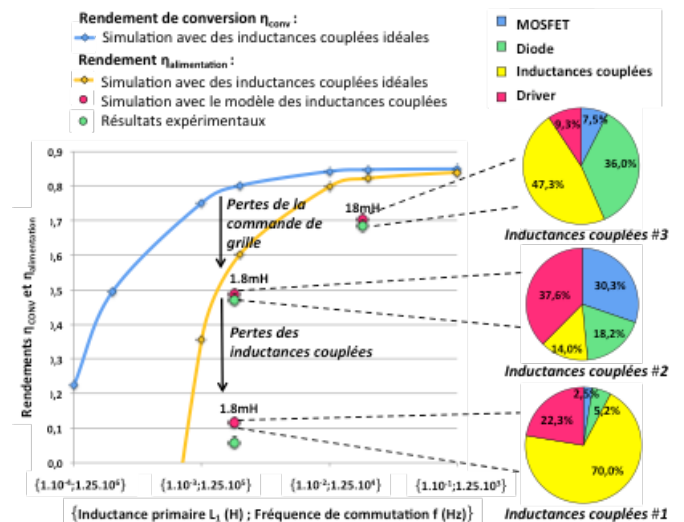 Rendement de conversion ηconv :
Simulation avec des inductances couplées idéales
Rendement ηalimentation :
Simulation avec des inductances couplées idéales
Simulation avec le modèle des inductances couplées
Résultats expérimentaux
MOSFET
Diode
Inductances couplées
Driver
9,3%
7,5%
36,0%
47,3%
Inductances couplées #3
37,6%
30,3%
18,2%
14,0%
Inductances couplées #2
2,5%
5,2%
22,3%
70,0%
Inductances couplées #1
Rendements ηCONV et ηalimentation
0,9
0,8
,7
0,6
0,5
,4
,3
,2
0,1
0,0
Pertes de la
commande de
grille
18mH
1.8mH
Pertes des
inductances couplées
1.8mH
{1.10⁻⁴;1.25.10⁶}
{1.10⁻³;1.25.10⁵}
{1.10⁻²;1.25.10⁴}
{1.10⁻¹;1.25.10³}
{Inductance primaire L₁ (H) ; Fréquence de commutation f (Hz)}